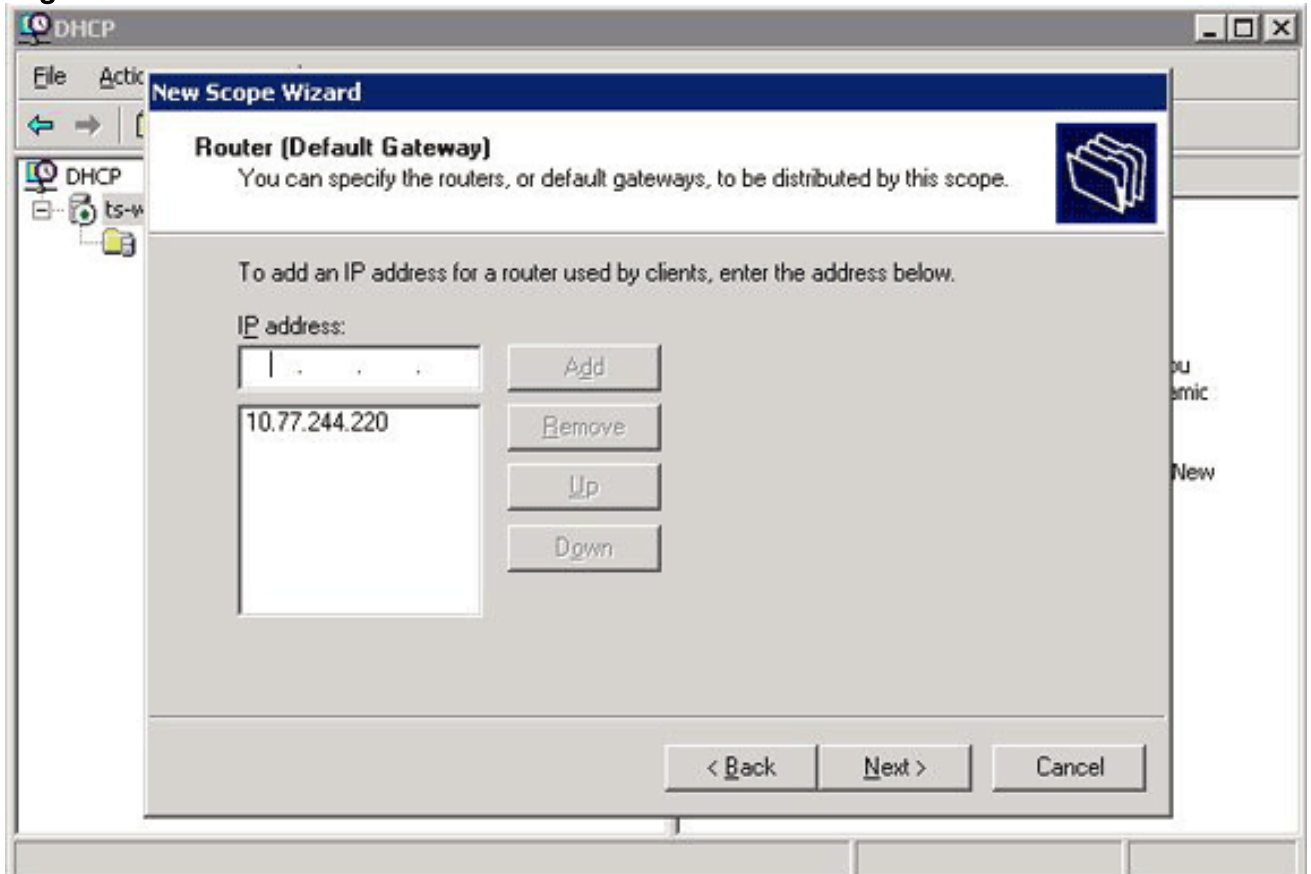 DHCP
File
New Scope Wizard
Router (Default Gateway)
You can specify the routers, or default gateways, to be distributed by this scope.
DHCP
To add an IP address for a router used by clients, enter the address below.
IP address:
. . .
Add
10.77.244.220
Remove
Up
Down
New
< Back
Next >
Cancel